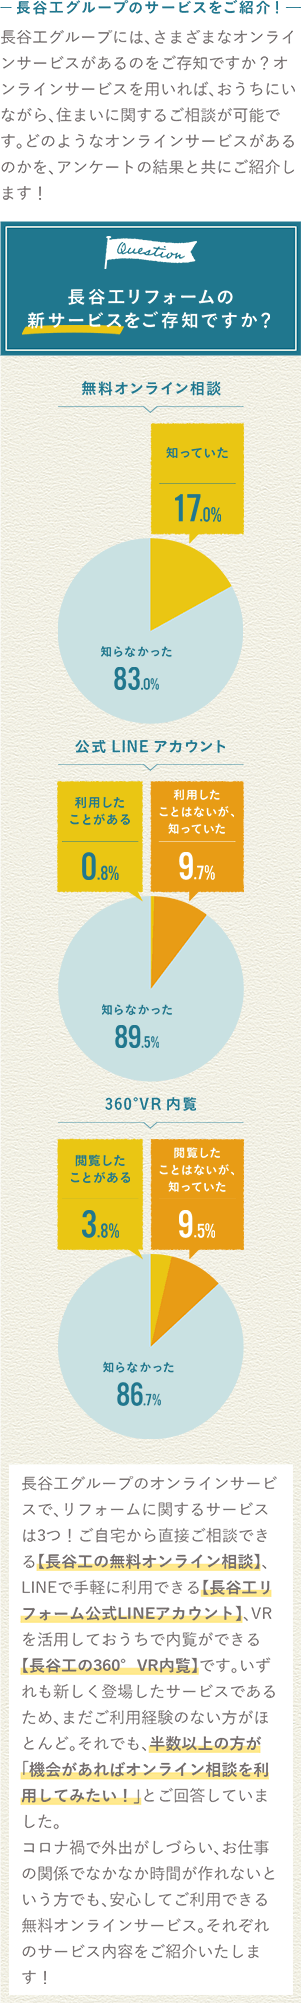 長谷工グループのサービスをご紹介！
長谷工グループには、さまざまなオンライ
ンサービスがあるのをご存知ですか？オ
ンラインサービスを用いれば、おうちにい
ながら、住まいに関するご相談が可能で
す。どのようなオンラインサービスがある
のかを、アンケートの結果と共にご紹介し
ます！
Question
長谷工リフォームの
新サービスをご存知ですか？
無料オンライン相談
知っていた
17.0%
知らなかった
83.0%
公式 LINE アカウント
利用した
ことがある
0.8%
利用した
ことはないが、
知っていた
9.7%
知らなかった
89.5%
360°VR 内覧
閲覧した
ことがある
3.8%
閲覧した
ことはないが、
知っていた
9.5%
知らなかった
86.7%
長谷工グループのオンラインサービ
スで、リフォームに関するサービス
は3つ！ご自宅から直接ご相談でき
る【長谷工の無料オンライン相談】、
LINEで手軽に利用できる【長谷工リ
フォーム公式LINEアカウント】、VR
を活用しておうちで内覧ができる
【長谷工の360°VR内覧】です。いず
れも新しく登場したサービスである
ため、まだご利用経験のない方がほ
とんど。それでも、半数以上の方が
「機会があればオンライン相談を利
用してみたい！」とご回答していま
した。
コロナ禍で外出がしづらい、お仕事
の関係でなかなか時間が作れないと
いう方でも、安心してご利用できる
無料オンラインサービス。それぞれ
のサービス内容をご紹介いたしま
す！